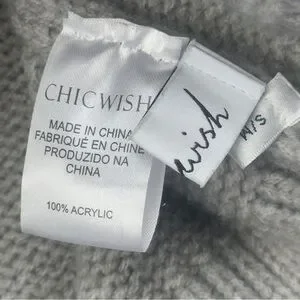 CHICWISH
MADE IN CHINA
FABRIQUÉ EN CHINE
PRODUZIDO NA
CHINA
100% ACRYLIC
wish
S/M